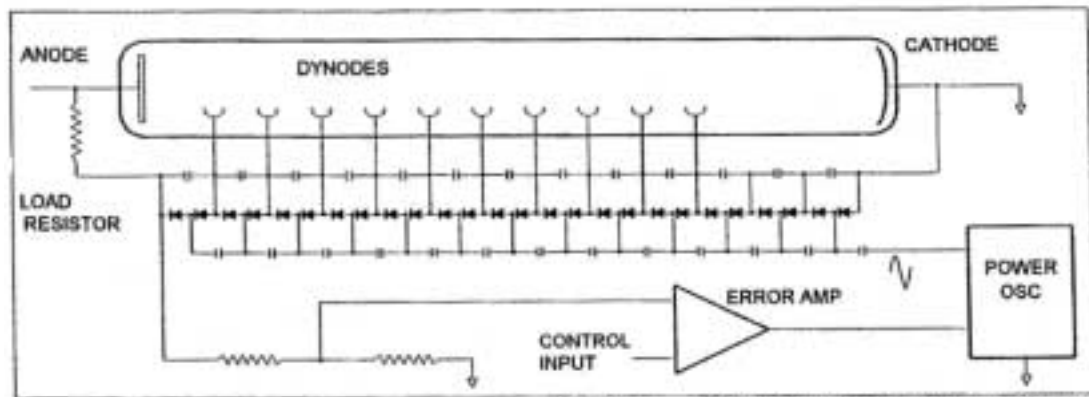 ANODE
DYNODES
CATHODE
LOAD
RESISTOR
POWER
OSC
ERROR AMP
CONTROL
INPUT